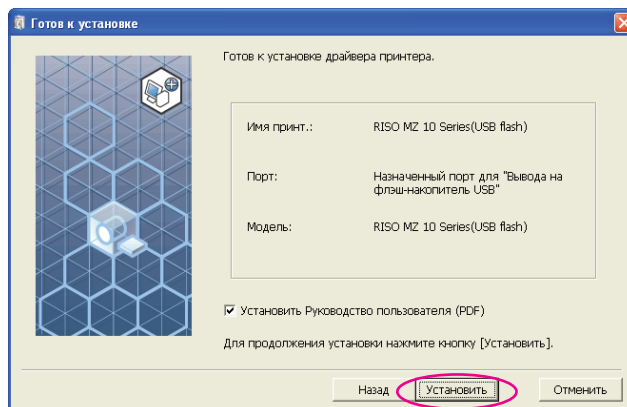 Готов к установке
Готов к установке драйвера принтера.
Имя принт.: RISO MZ 10 Series(USB flash)
Порт: Назначенный порт для "Вывода на
флэш-накопитель USB"
Модель: RISO MZ 10 Series(USB flash)
Установить Руководство пользователя (PDF)
Для продолжения установки нажмите кнопку [Установить].
Назад Установить Отменить